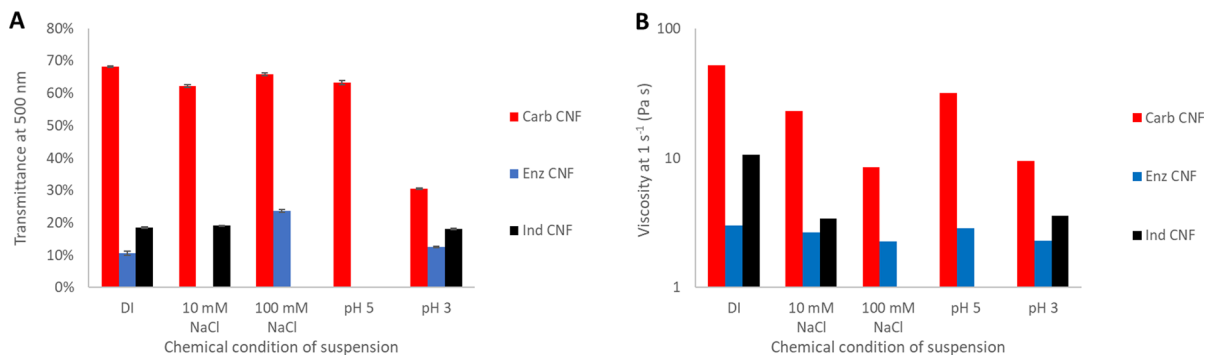 A
Transmittance at 500 nm
80%
70%
60%
50%
40%
30%
20%
10%
0%
DI
10 mM
NaCl
100 mM
NaCl
pH 5
pH 3
Chemical condition of suspension
Carb CNF
Enz CNF
Ind CNF
B
Viscosity at 1 s⁻¹ (Pa s)
100
10
1
DI
10 mM
NaCl
100 mM
NaCl
pH 5
pH 3
Chemical condition of suspension
Carb CNF
Enz CNF
Ind CNF